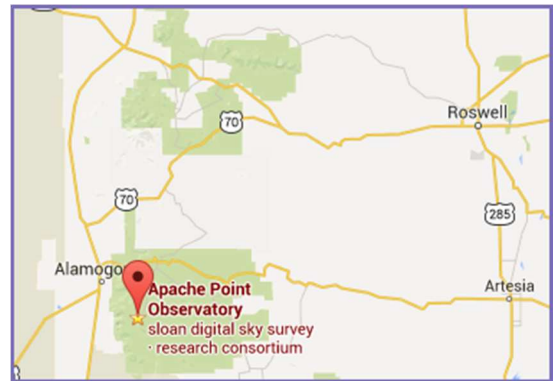 70
Roswell
70
285
Alamogo
Apache Point
Observatory
sloan digital sky survey
· research consortium
Artesia